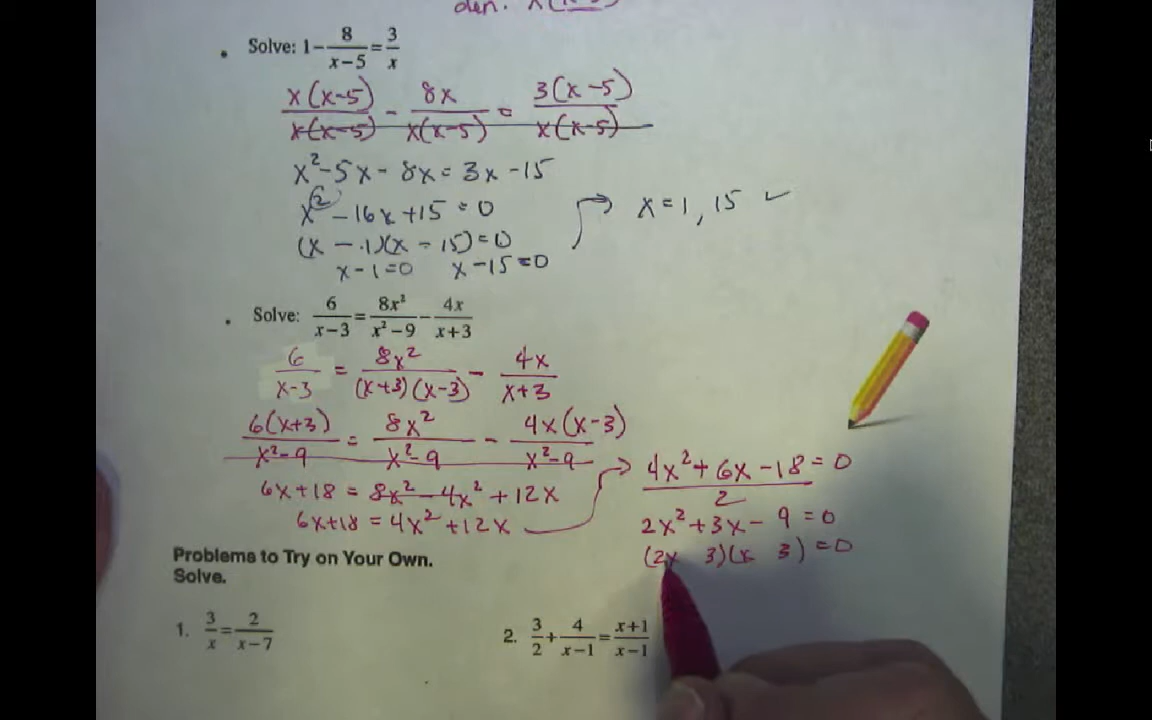 den. x(x-5)
• Solve: 1 - 8/(x-5) = 3/x
x(x-5)/x(x-5) - 8x/x(x-5) = 3(x-5)/x(x-5)
x² - 5x - 8x = 3x - 15
x² - 16x + 15 = 0
(x - 1)(x - 15) = 0
x - 1 = 0 x - 15 = 0
→ x = 1, 15 ✓
• Solve: 6/(x-3) = 8x²/(x²-9) - 4x/(x+3)
6/(x-3) = 8x²/((x+3)(x-3)) - 4x/(x+3)
6(x+3)/(x²-9) = 8x²/(x²-9) - 4x(x-3)/(x²-9)
6x+18 = 8x² - 4x² + 12x
6x+18 = 4x² + 12x
→ (4x² + 6x - 18 = 0)/2
2x² + 3x - 9 = 0
(2x 3)(x 3) = 0
Problems to Try on Your Own.
Solve.
1. 3/x = 2/(x-7)
2. 3/2 + 4/(x-1) = (x+1)/(x-1)